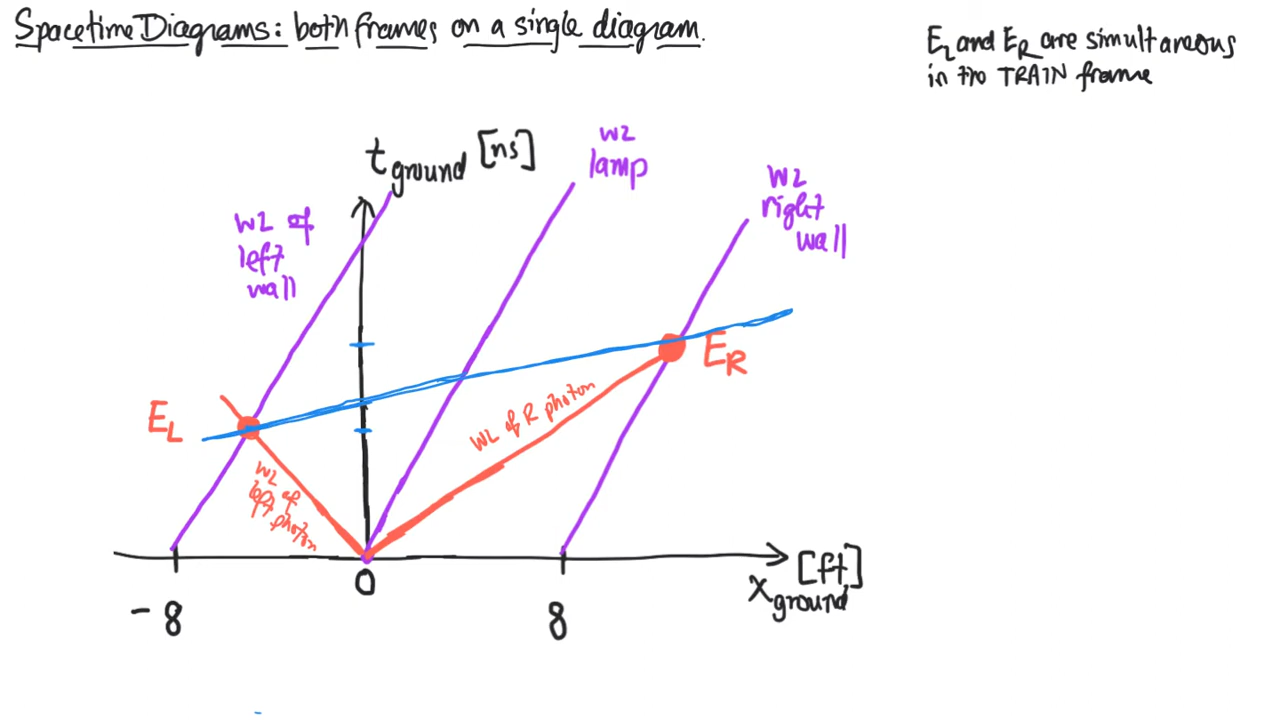 Spacetime Diagrams: both frames on a single diagram.
EL and ER are simultaneous
in the TRAIN frame
t ground [ns]
WL
lamp
WL
right
wall
WL of
left
wall
EL
ER
WL of R photon
WL of
left
photon
[ft]
x ground
-8
0
8